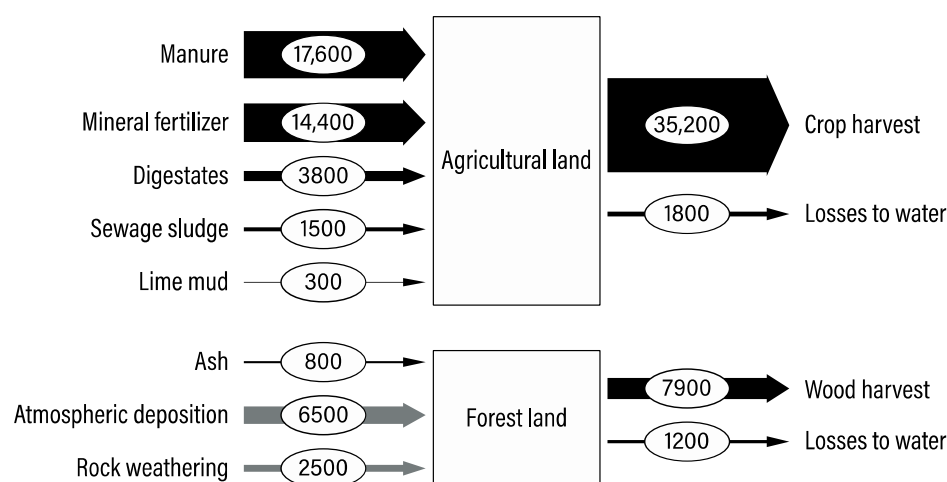 Manure 17,600
Mineral fertilizer 14,400
Digestates 3800
Sewage sludge 1500
Lime mud 300
Agricultural land
35,200 Crop harvest
1800 Losses to water
Ash 800
Atmospheric deposition 6500
Rock weathering 2500
Forest land
7900 Wood harvest
1200 Losses to water